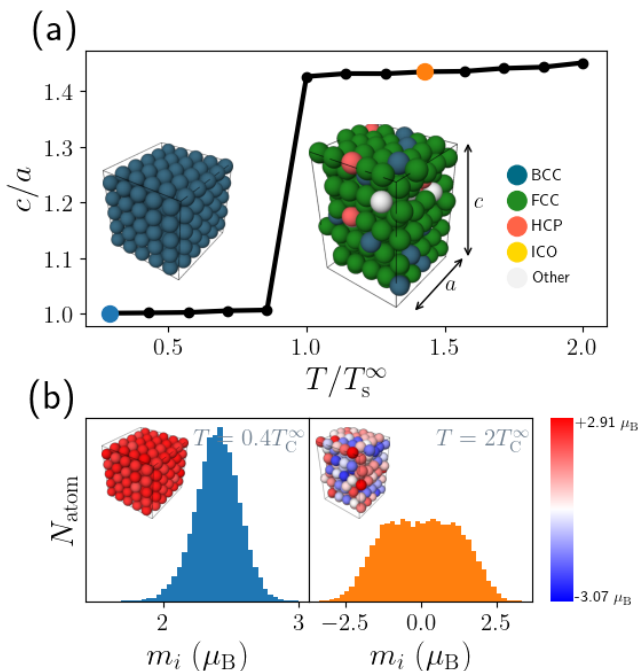 (a)
1.4
1.3
1.2
1.1
1.0
c/a
c
a
BCC
FCC
HCP
ICO
Other
0.5 1.0 1.5 2.0
T/T_s^∞
(b)
T = 0.4T_C^∞
T = 2T_C^∞
+2.91 μ_B
-3.07 μ_B
N_atom
2 3
−2.5 0.0 2.5
m_i (μ_B)
m_i (μ_B)